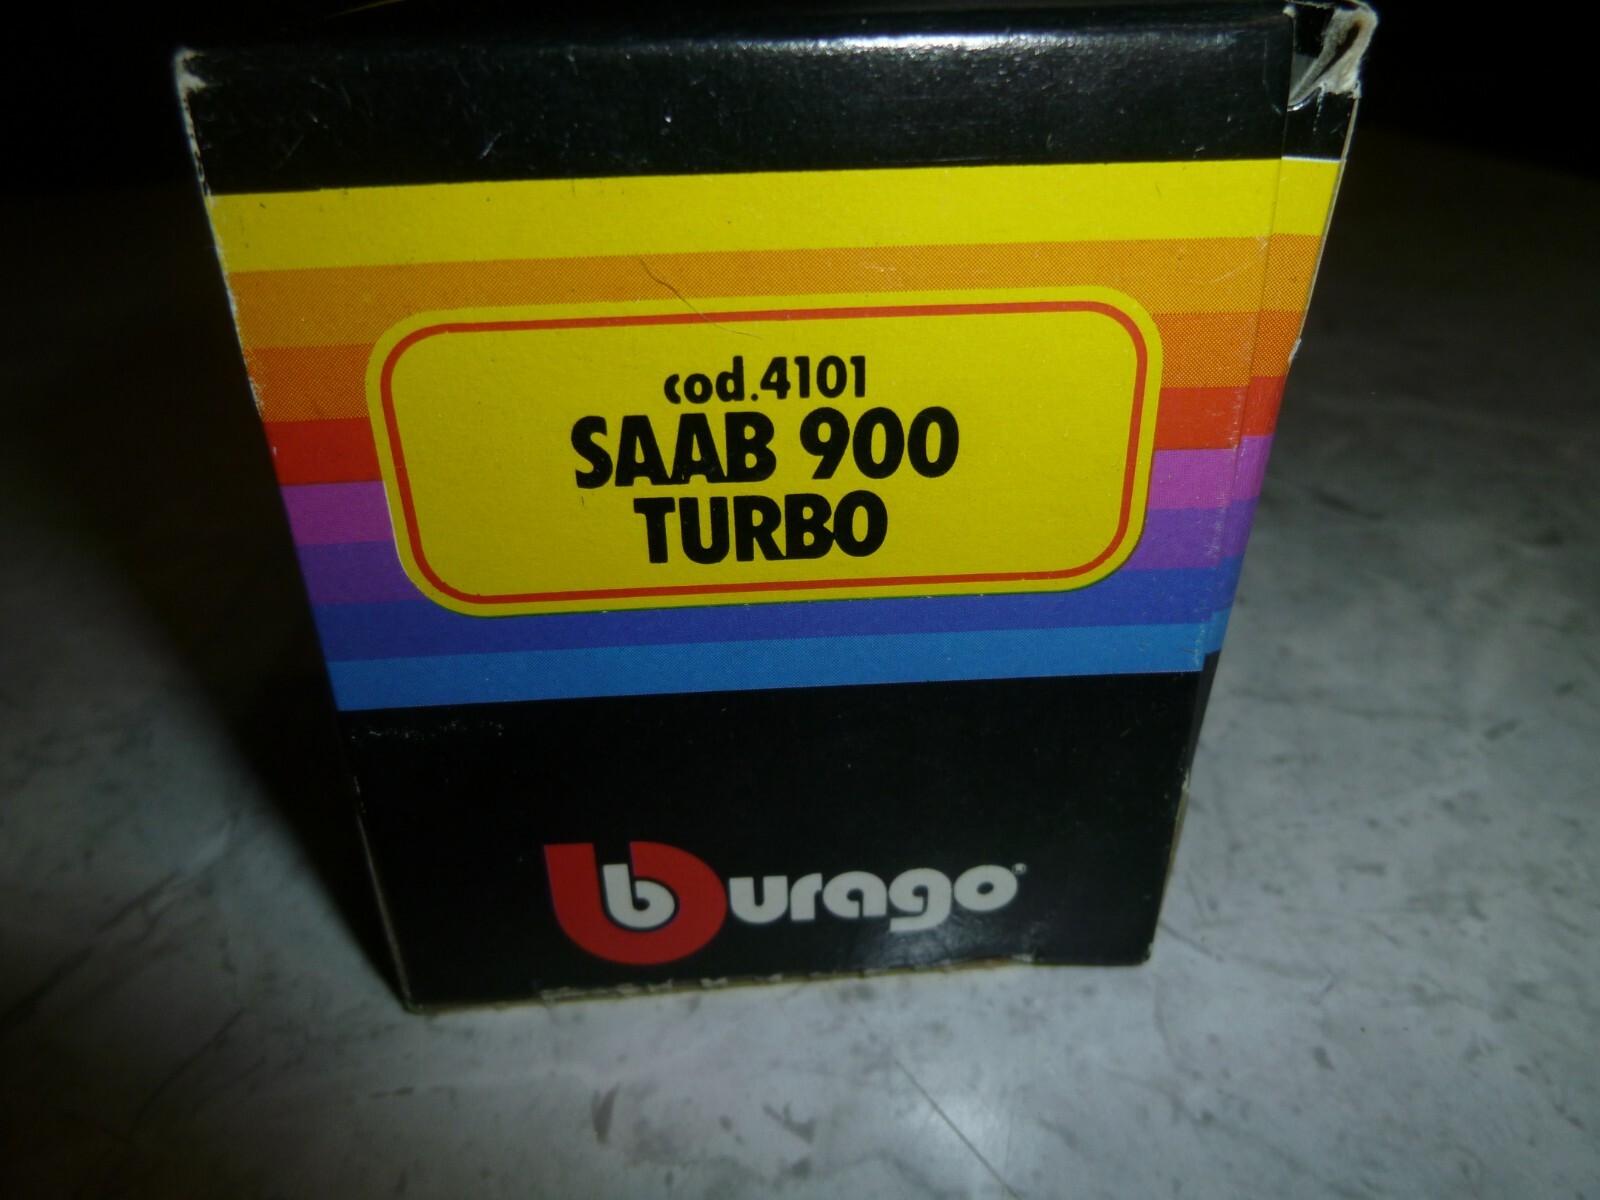 cod.4101
SAAB 900
TURBO
burago